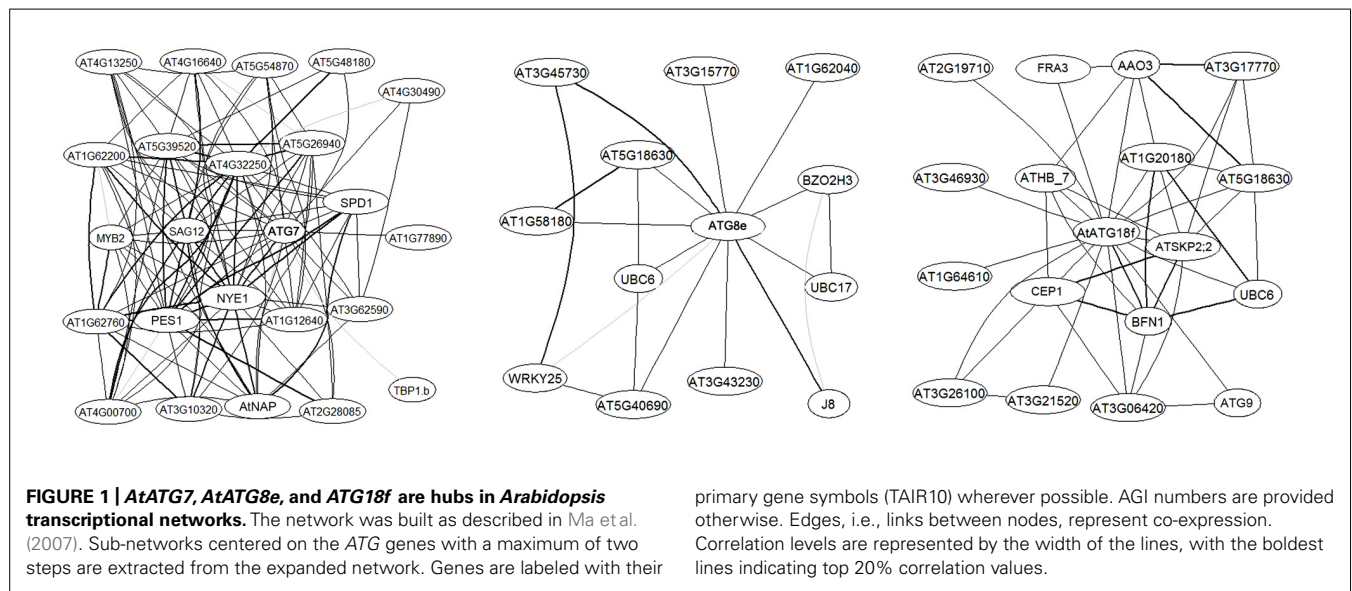 AT4G13250
AT4G16640
AT5G54870
AT5G48180
AT4G30490
AT5G39520
AT5G26940
AT1G62200
AT4G32250
SPD1
MYB2
SAG12
ATG7
AT1G77890
NYE1
AT3G62590
AT1G62760
PES1
AT1G12640
TBP1.b
AT4G00700
AT3G10320
AtNAP
AT2G28085
AT3G45730
AT3G15770
AT1G62040
AT5G18630
BZO2H3
AT1G58180
ATG8e
UBC6
UBC17
WRKY25
AT5G40690
AT3G43230
J8
AT2G19710
FRA3
AAO3
AT3G17770
AT1G20180
AT3G46930
ATHB_7
AT5G18630
AtATG18f
ATSKP2;2
AT1G64610
CEP1
UBC6
BFN1
AT3G26100
AT3G21520
AT3G06420
ATG9
FIGURE 1 | AtATG7, AtATG8e, and ATG18f are hubs in Arabidopsis
transcriptional networks. The network was built as described in Ma et al.
(2007). Sub-networks centered on the ATG genes with a maximum of two
steps are extracted from the expanded network. Genes are labeled with their
primary gene symbols (TAIR10) wherever possible. AGI numbers are provided
otherwise. Edges, i.e., links between nodes, represent co-expression.
Correlation levels are represented by the width of the lines, with the boldest
lines indicating top 20% correlation values.